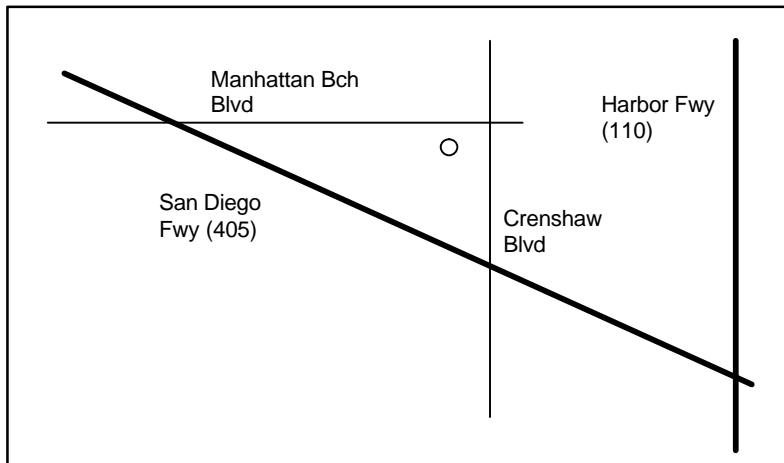 Manhattan Bch
Blvd
Harbor Fwy
(110)
San Diego
Fwy (405)
Crenshaw
Blvd